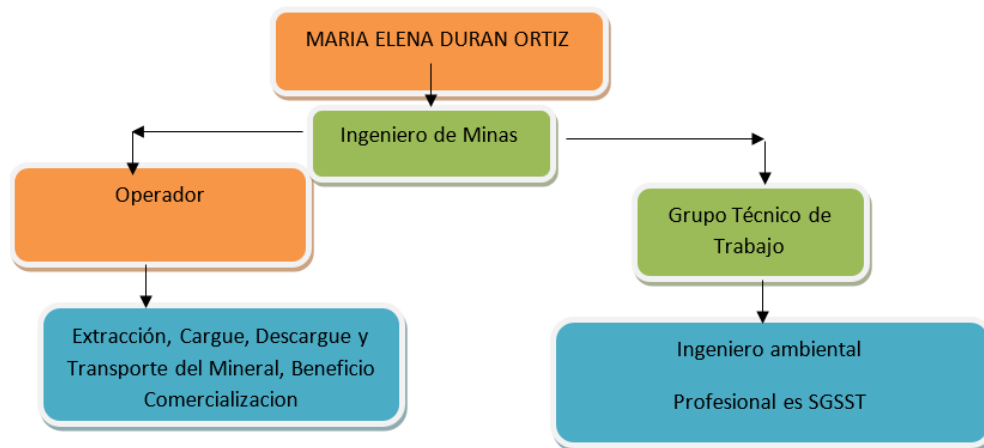 MARIA ELENA DURAN ORTIZ
Ingeniero de Minas
Operador
Grupo Técnico de
Trabajo
Extracción, Cargue, Descargue y
Transporte del Mineral, Beneficio
Comercializacion
Ingeniero ambiental
Profesional es SGSST